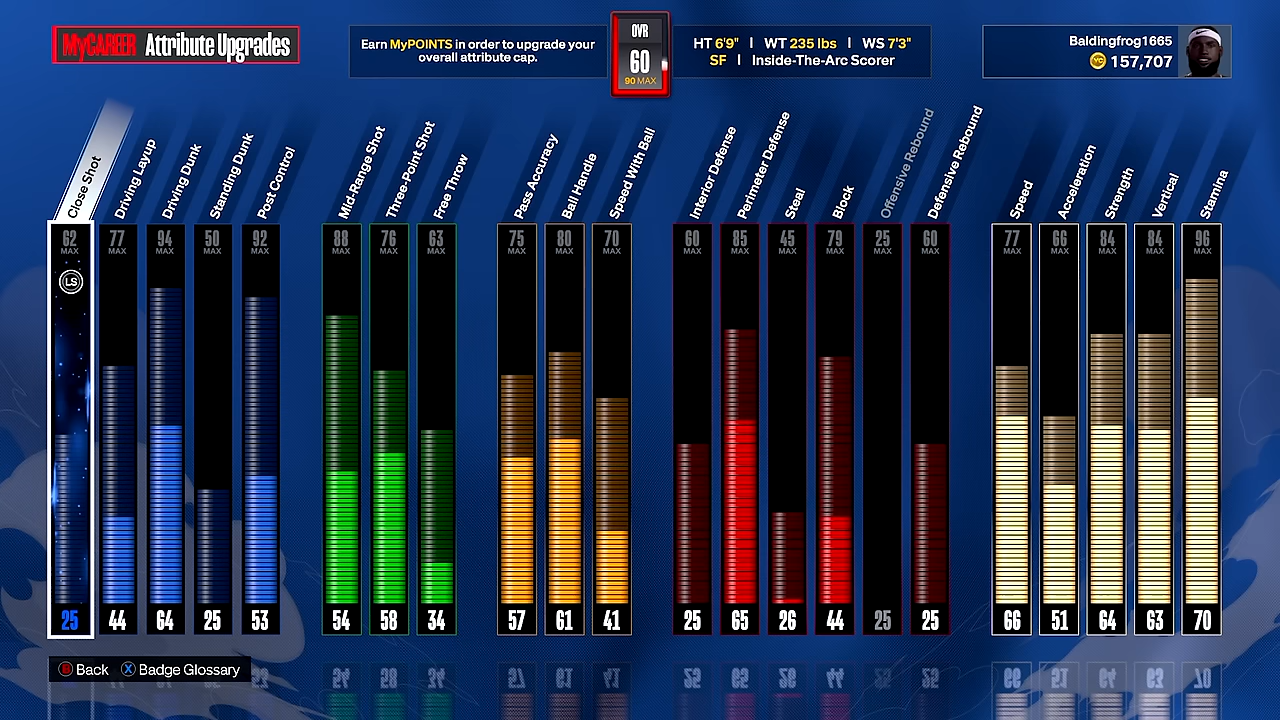 MyCAREER Attribute Upgrades
Earn MyPOINTS in order to upgrade your
overall attribute cap.
OVR
60
90 MAX
HT 6'9" | WT 235 lbs | WS 7'3"
SF | Inside-The-Arc Scorer
Baldingfrog1665
VC 157,707
Close Shot
Driving Layup
Driving Dunk
Standing Dunk
Post Control
Mid-Range Shot
Three-Point Shot
Free Throw
Pass Accuracy
Ball Handle
Speed With Ball
Interior Defense
Perimeter Defense
Steal
Block
Offensive Rebound
Defensive Rebound
Speed
Acceleration
Strength
Vertical
Stamina
62 77 94 50 92 88 76 63 75 80 70 60 85 45 79 25 60 77 66 84 84 96
MAX MAX MAX MAX MAX MAX MAX MAX MAX MAX MAX MAX MAX MAX MAX MAX MAX MAX MAX MAX MAX MAX
LS
25 44 64 25 53 54 58 34 57 61 41 25 65 26 44 25 25 66 51 64 63 70
B Back X Badge Glossary